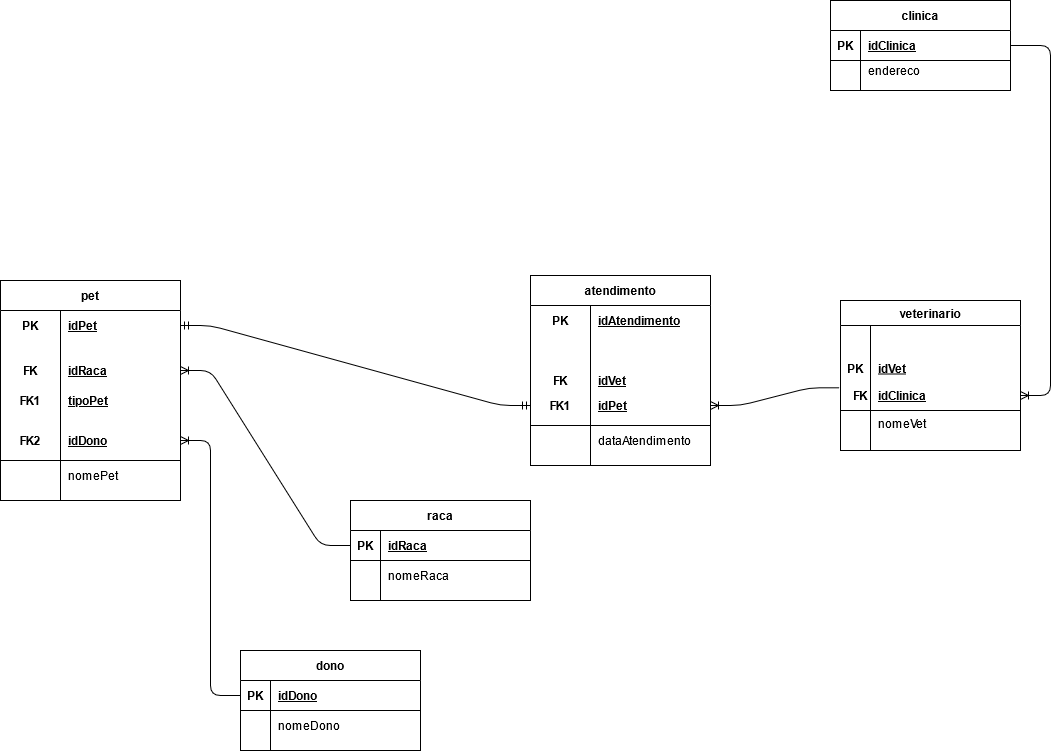 clinica
PK idClinica
endereco
pet
PK idPet
FK idRaca
FK1 tipoPet
FK2 idDono
nomePet
atendimento
PK idAtendimento
FK idVet
FK1 idPet
dataAtendimento
veterinario
PK idVet
FK idClinica
nomeVet
raca
PK idRaca
nomeRaca
dono
PK idDono
nomeDono